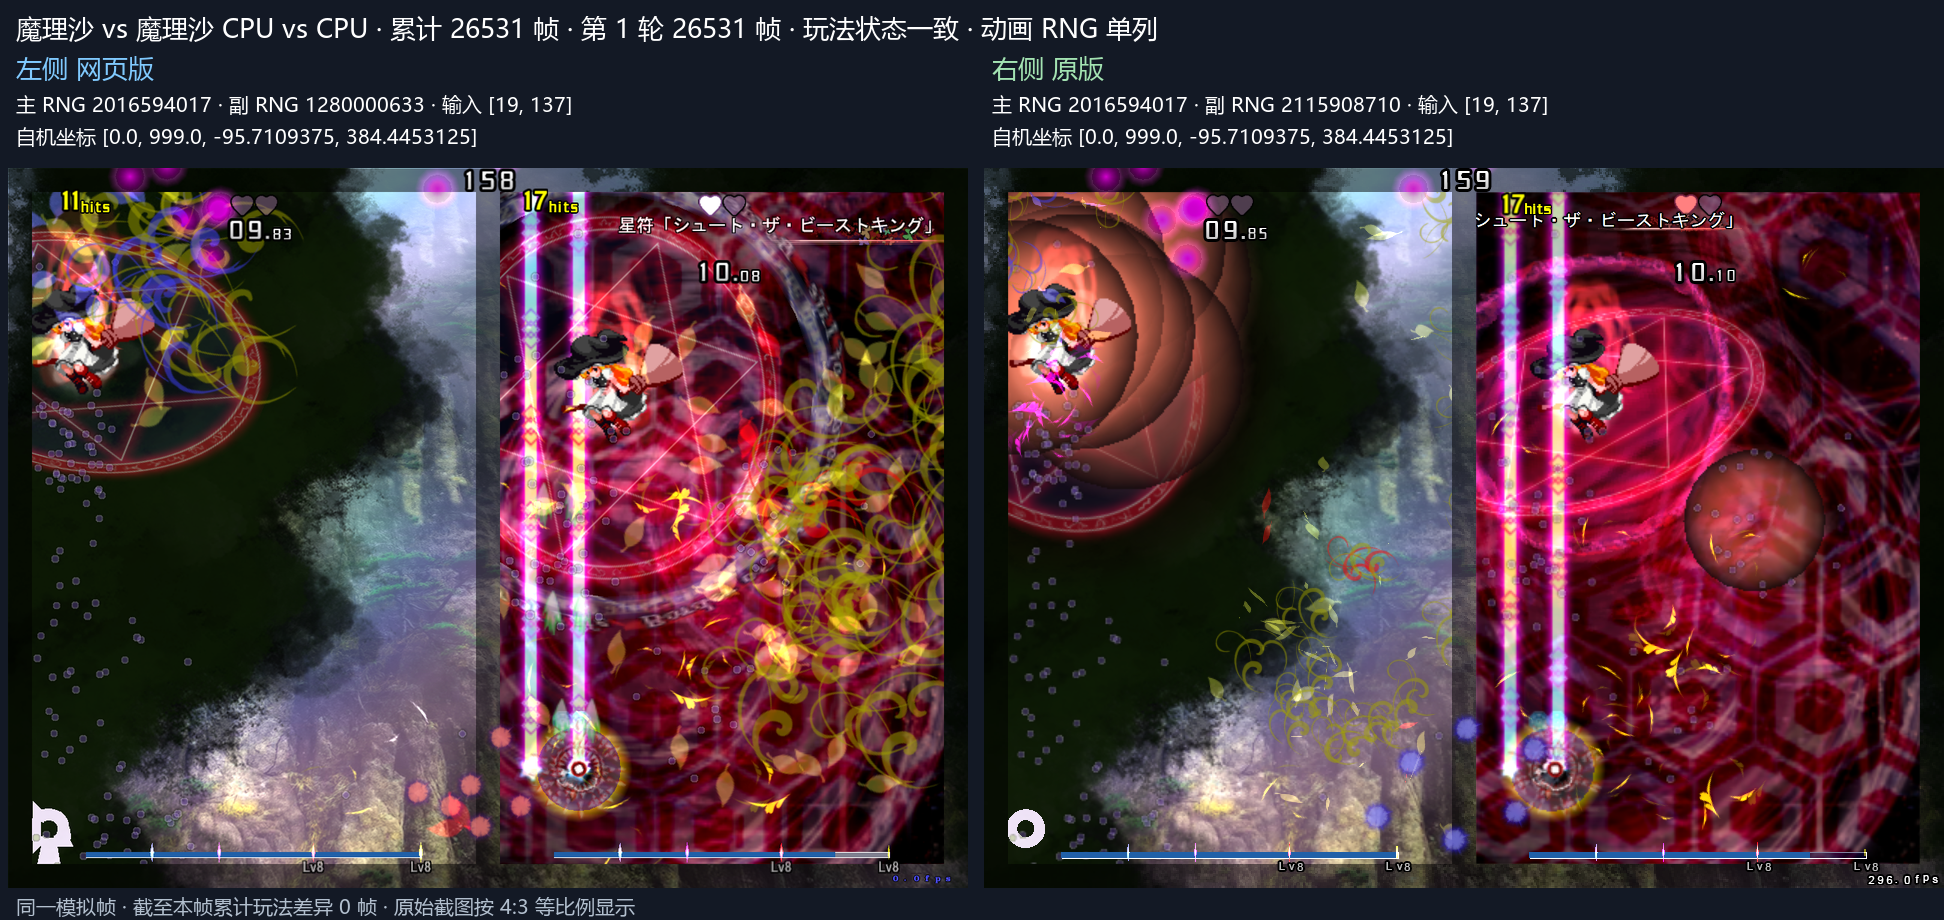 魔理沙 vs 魔理沙 CPU vs CPU · 累计 26531 帧 · 第 1 轮 26531 帧 · 玩法状态一致 · 动画 RNG 单列
左侧 网页版
主 RNG 2016594017 · 副 RNG 1280000633 · 输入 [19, 137]
自机坐标 [0.0, 999.0, -95.7109375, 384.4453125]
158
11hits
09.83
17hits
星符「シュート・ザ・ビーストキング」
10.08
Lv8
Lv8
Lv8
Lv8
0.0fps
右侧 原版
主 RNG 2016594017 · 副 RNG 2115908710 · 输入 [19, 137]
自机坐标 [0.0, 999.0, -95.7109375, 384.4453125]
159
09.85
17hits
シュート・ザ・ビーストキング」
10.10
Lv8
Lv8
Lv8
Lv8
296.0fps
同一模拟帧 · 截至本帧累计玩法差异 0 帧 · 原始截图按 4:3 等比例显示